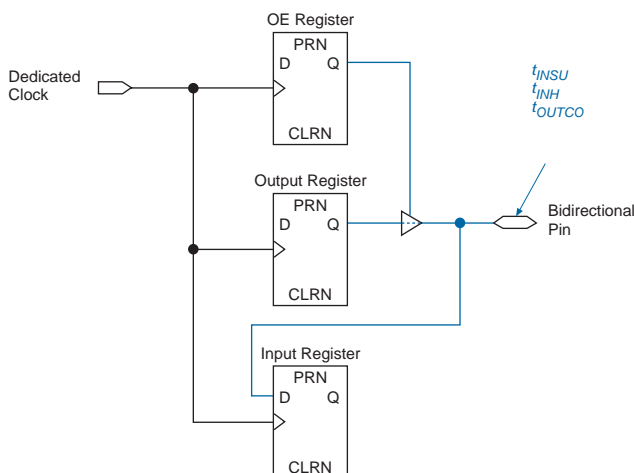 OE Register
PRN
D Q
CLRN
Dedicated
Clock
tINSU
tINH
tOUTCO
Output Register
PRN
D Q
CLRN
Bidirectional
Pin
Input Register
PRN
D Q
CLRN